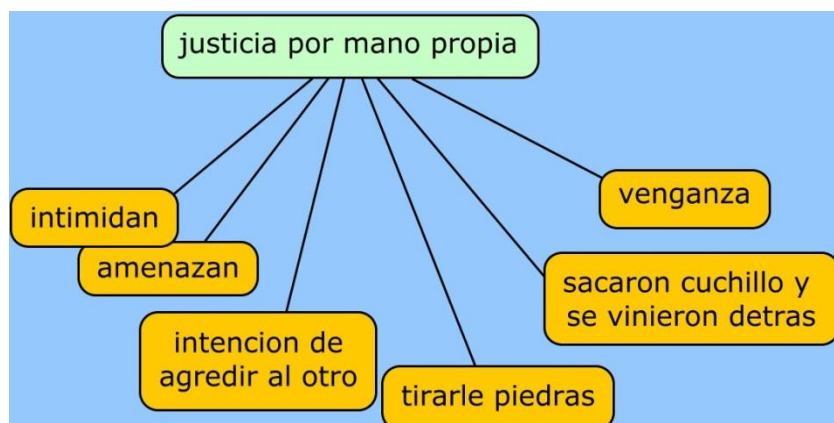 justicia por mano propia
venganza
intimidan
amenazan
sacaron cuchillo y
se vinieron detras
intencion de
agredir al otro
tirarle piedras